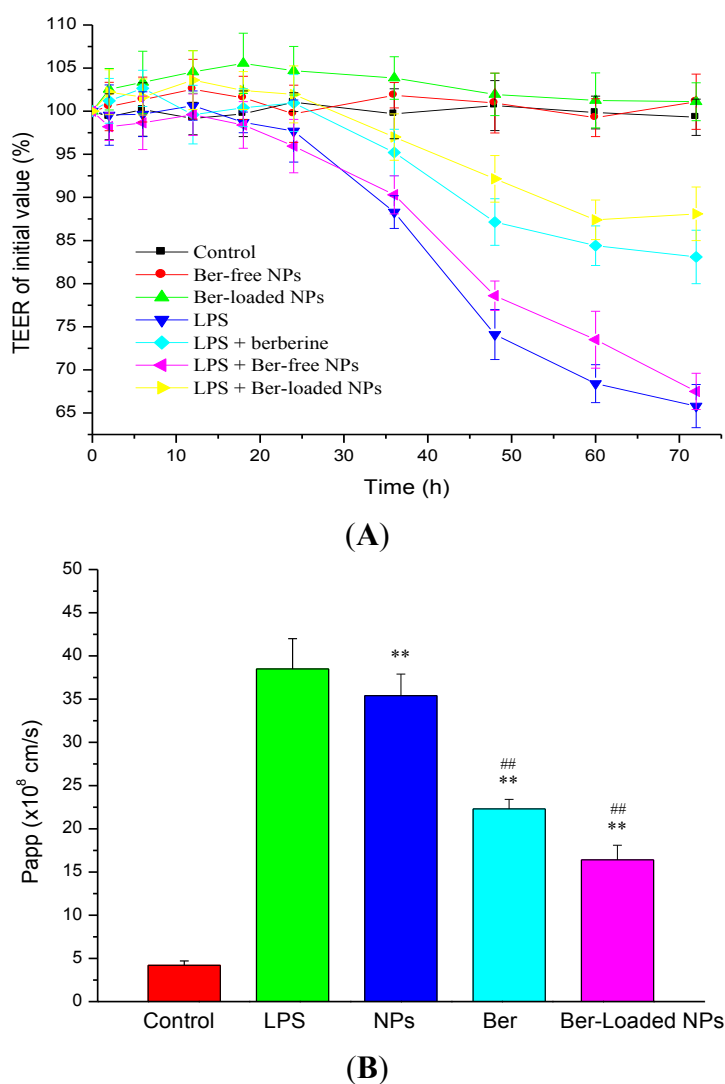 110
105
100
95
90
85
80
75
70
65
TEER of initial value (%)
Control
Ber-free NPs
Ber-loaded NPs
LPS
LPS + berberine
LPS + Ber-free NPs
LPS + Ber-loaded NPs
0 10 20 30 40 50 60 70
Time (h)
(A)
50
45
40
35
30
25
20
15
10
5
0
Papp (x10⁸ cm/s)
**
##
**
##
**
Control LPS NPs Ber Ber-Loaded NPs
(B)